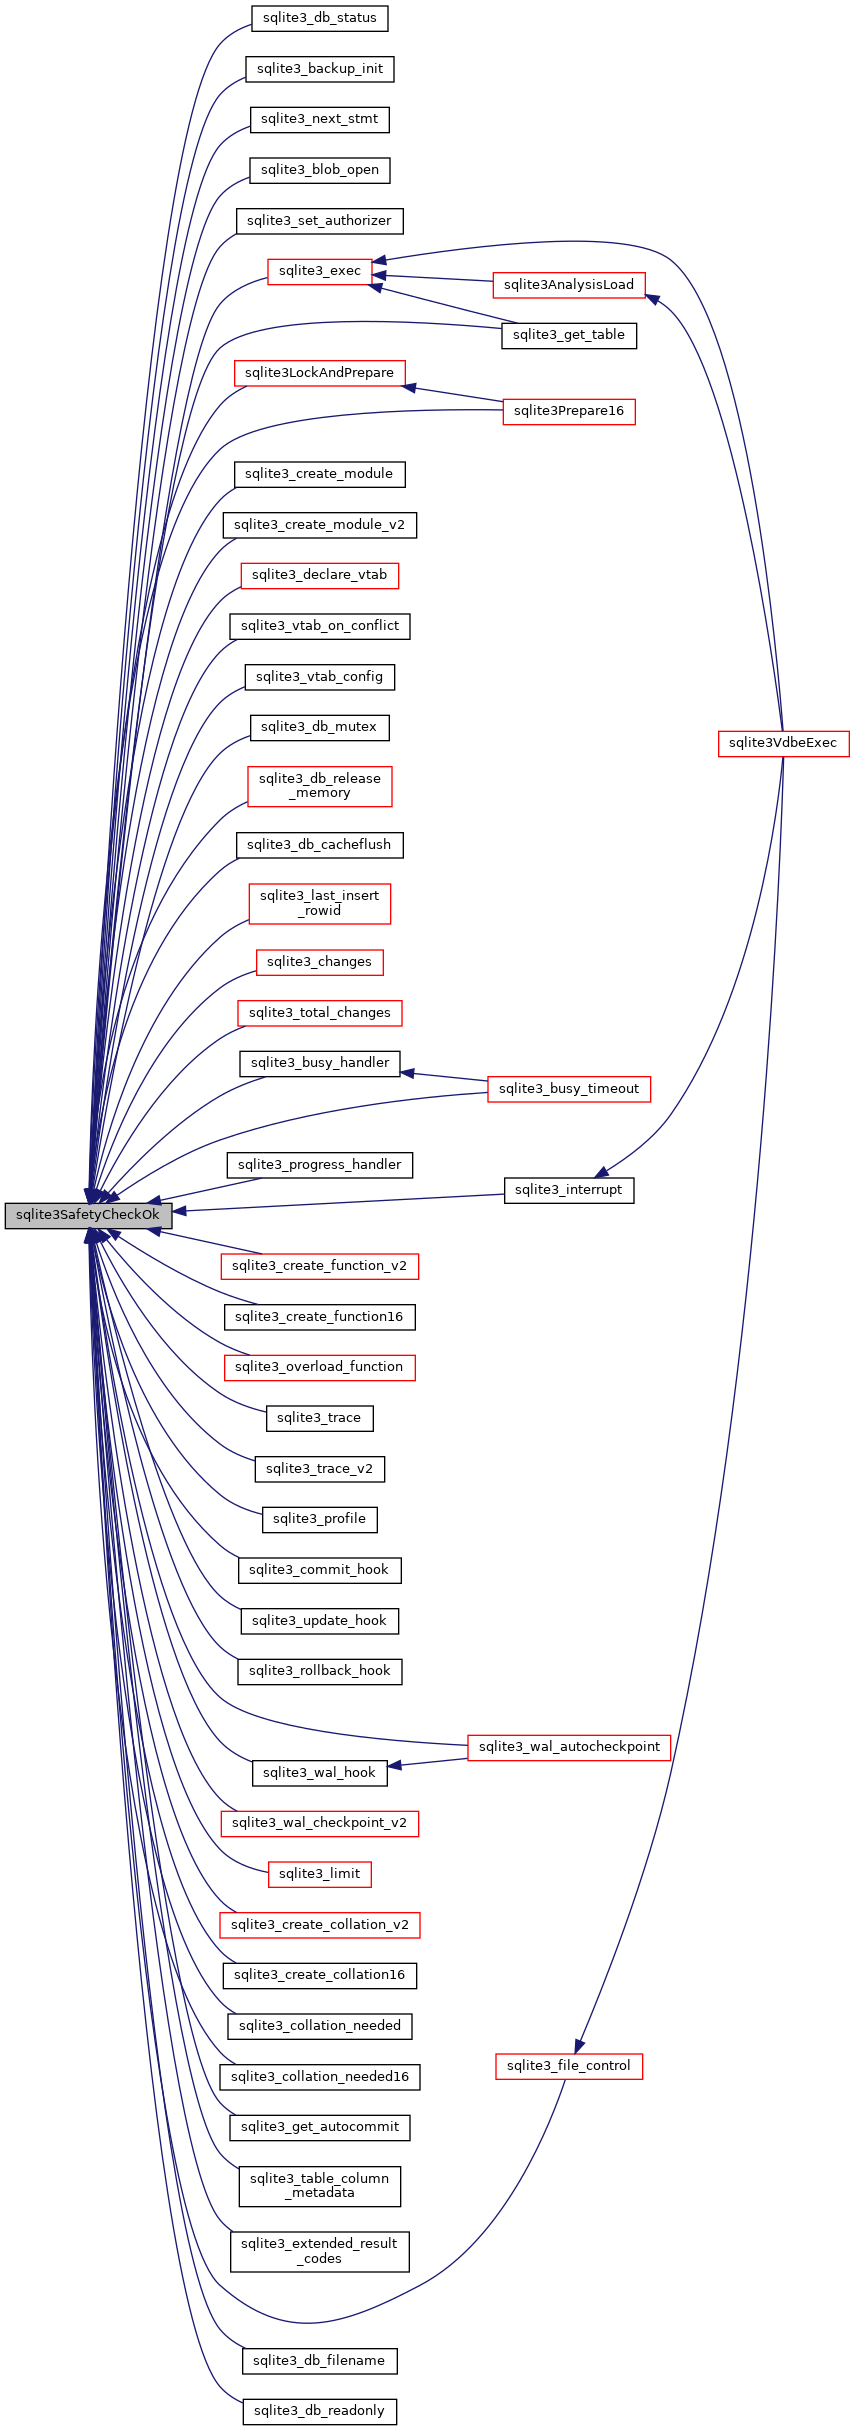 sqlite3_db_status
sqlite3_backup_init
sqlite3_next_stmt
sqlite3_blob_open
sqlite3_set_authorizer
sqlite3_exec
sqlite3AnalysisLoad
sqlite3_get_table
sqlite3LockAndPrepare
sqlite3Prepare16
sqlite3_create_module
sqlite3_create_module_v2
sqlite3_declare_vtab
sqlite3_vtab_on_conflict
sqlite3_vtab_config
sqlite3_db_mutex
sqlite3VdbeExec
sqlite3_db_release
_memory
sqlite3_db_cacheflush
sqlite3_last_insert
_rowid
sqlite3_changes
sqlite3_total_changes
sqlite3_busy_handler
sqlite3_busy_timeout
sqlite3_progress_handler
sqlite3_interrupt
sqlite3SafetyCheckOk
sqlite3_create_function_v2
sqlite3_create_function16
sqlite3_overload_function
sqlite3_trace
sqlite3_trace_v2
sqlite3_profile
sqlite3_commit_hook
sqlite3_update_hook
sqlite3_rollback_hook
sqlite3_wal_autocheckpoint
sqlite3_wal_hook
sqlite3_wal_checkpoint_v2
sqlite3_limit
sqlite3_create_collation_v2
sqlite3_create_collation16
sqlite3_collation_needed
sqlite3_file_control
sqlite3_collation_needed16
sqlite3_get_autocommit
sqlite3_table_column
_metadata
sqlite3_extended_result
_codes
sqlite3_db_filename
sqlite3_db_readonly